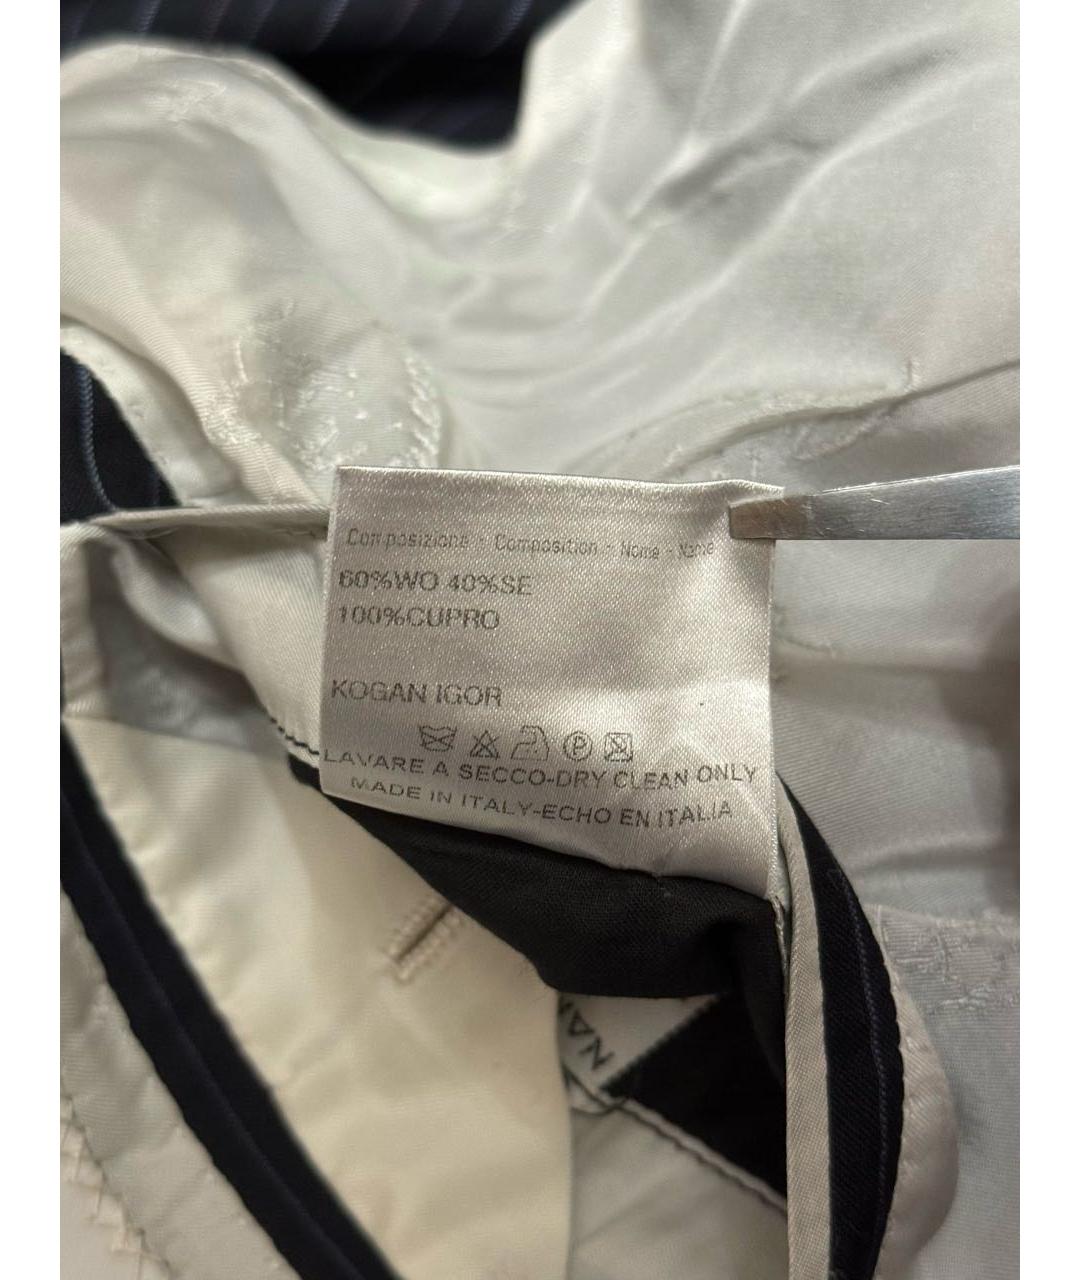 Composizione - Composition - Nome - Name
60%WO 40%SE
100%CUPRO
KOGAN IGOR
P
LAVARE A SECCO-DRY CLEAN ONLY
MADE IN ITALY-ECHO EN ITALIA
NAM